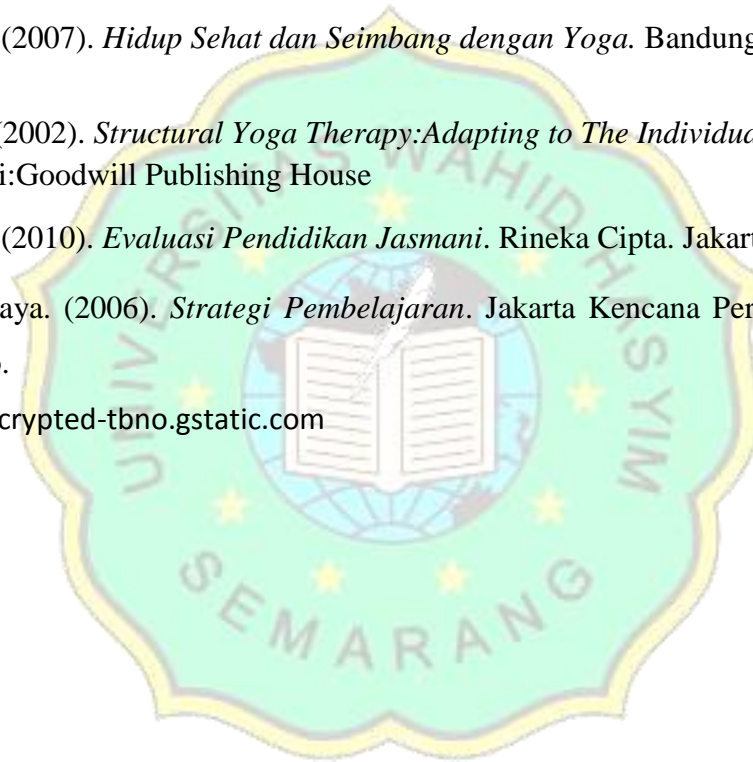 (2007). Hidup Sehat dan Seimbang dengan Yoga. Bandung
(2002). Structural Yoga Therapy:Adapting to The Individua
i:Goodwill Publishing House
(2010). Evaluasi Pendidikan Jasmani. Rineka Cipta. Jakart
aya. (2006). Strategi Pembelajaran. Jakarta Kencana Per
.
crypted-tbno.gstatic.com
UNIVERSITAS WAHID HASYIM
SEMARANG